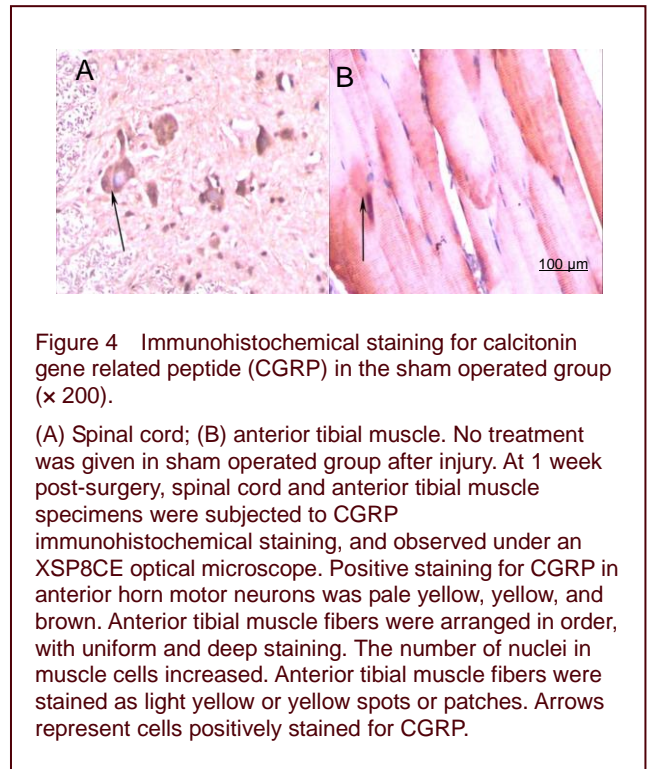 A
B
100 µm
Figure 4 Immunohistochemical staining for calcitonin
gene related peptide (CGRP) in the sham operated group
(× 200).
(A) Spinal cord; (B) anterior tibial muscle. No treatment
was given in sham operated group after injury. At 1 week
post-surgery, spinal cord and anterior tibial muscle
specimens were subjected to CGRP
immunohistochemical staining, and observed under an
XSP8CE optical microscope. Positive staining for CGRP in
anterior horn motor neurons was pale yellow, yellow, and
brown. Anterior tibial muscle fibers were arranged in order,
with uniform and deep staining. The number of nuclei in
muscle cells increased. Anterior tibial muscle fibers were
stained as light yellow or yellow spots or patches. Arrows
represent cells positively stained for CGRP.